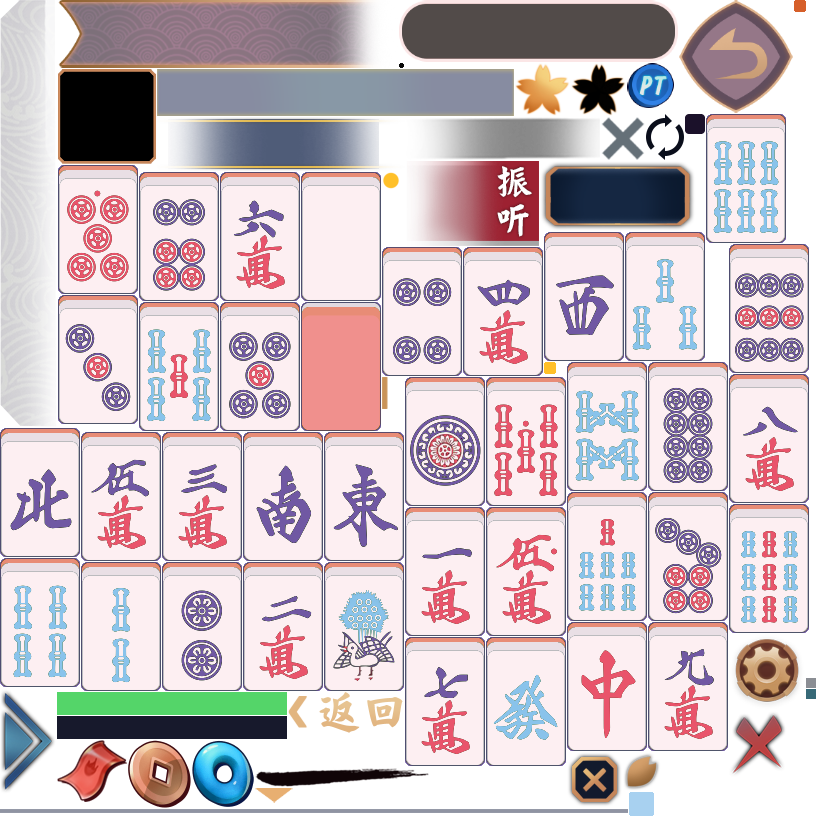 PT
振
听
六
萬
四
萬
西
八
萬
北
伍
萬
三
萬
南
東
一
萬
伍
萬
二
萬
七
萬
發
中
九
萬
返回